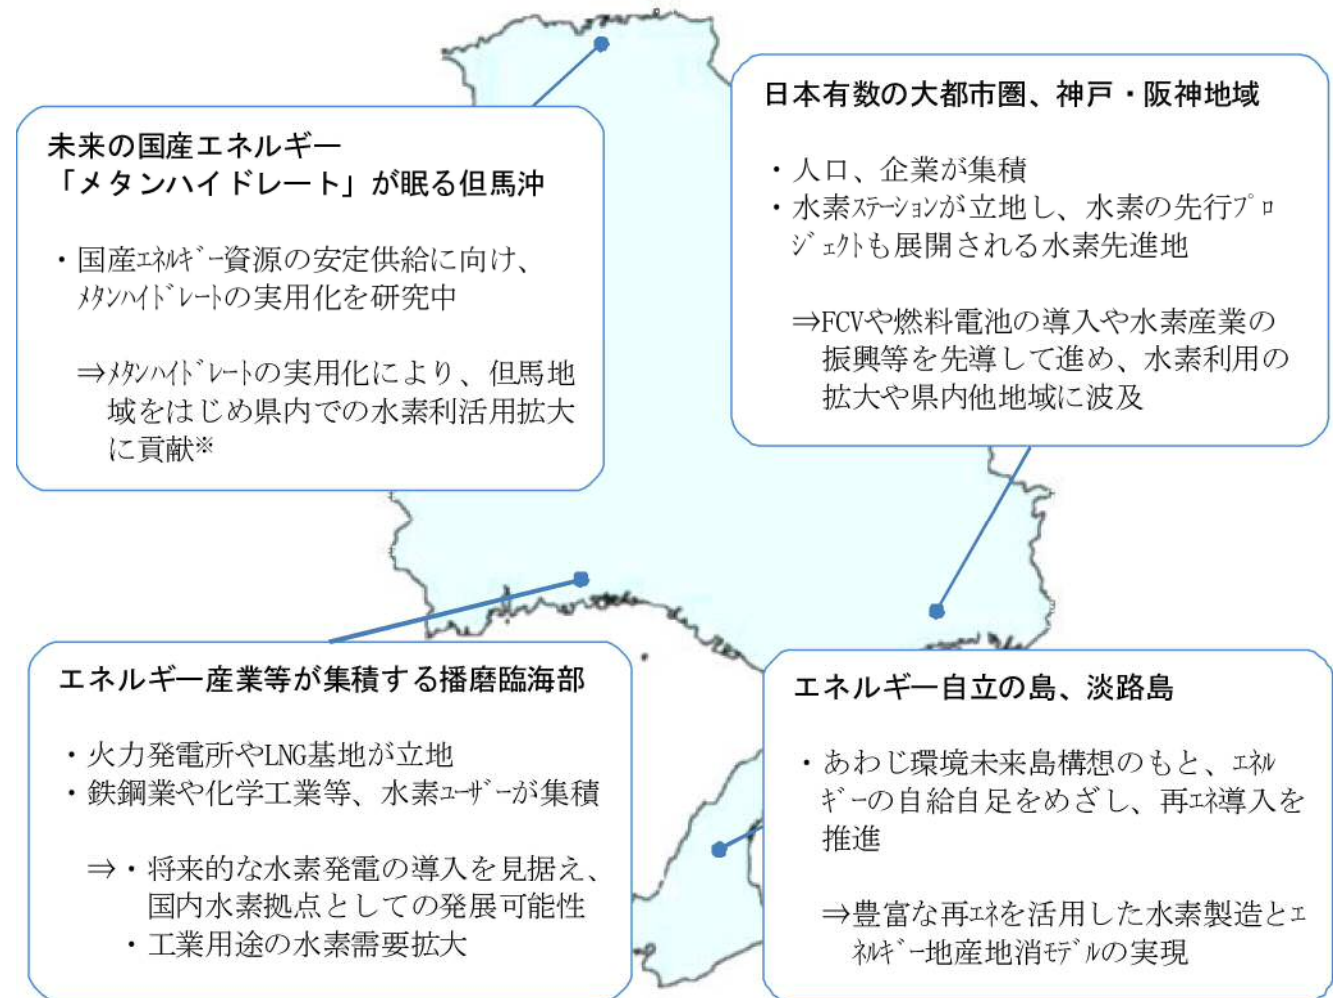 未来の国産エネルギー
「メタンハイドレート」が眠る但馬沖
・国産ｴﾈﾙｷﾞｰ資源の安定供給に向け、
ﾒﾀﾝﾊｲﾄﾞﾚｰﾄの実用化を研究中
⇒ﾒﾀﾝﾊｲﾄﾞﾚｰﾄの実用化により、但馬地
域をはじめ県内での水素利活用拡大
に貢献※
日本有数の大都市圏、神戸・阪神地域
・人口、企業が集積
・水素ｽﾃｰｼｮﾝが立地し、水素の先行ﾌﾟﾛ
ｼﾞｪｸﾄも展開される水素先進地
⇒FCVや燃料電池の導入や水素産業の
振興等を先導して進め、水素利用の
拡大や県内他地域に波及
エネルギー産業等が集積する播磨臨海部
・火力発電所やLNG基地が立地
・鉄鋼業や化学工業等、水素ﾕｰｻﾞｰが集積
⇒・将来的な水素発電の導入を見据え、
国内水素拠点としての発展可能性
・工業用途の水素需要拡大
エネルギー自立の島、淡路島
・あわじ環境未来島構想のもと、ｴﾈﾙ
ｷﾞｰの自給自足をめざし、再ｴﾈ導入を
推進
⇒豊富な再ｴﾈを活用した水素製造とｴ
ﾈﾙｷﾞｰ地産地消ﾓﾃﾞﾙの実現